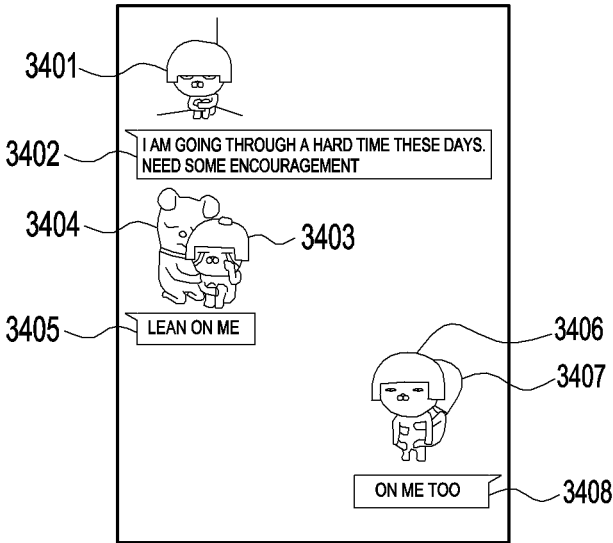 3401
I AM GOING THROUGH A HARD TIME THESE DAYS.
3402
NEED SOME ENCOURAGEMENT
3404
3403
3405
LEAN ON ME
3406
3407
ON ME TOO
3408